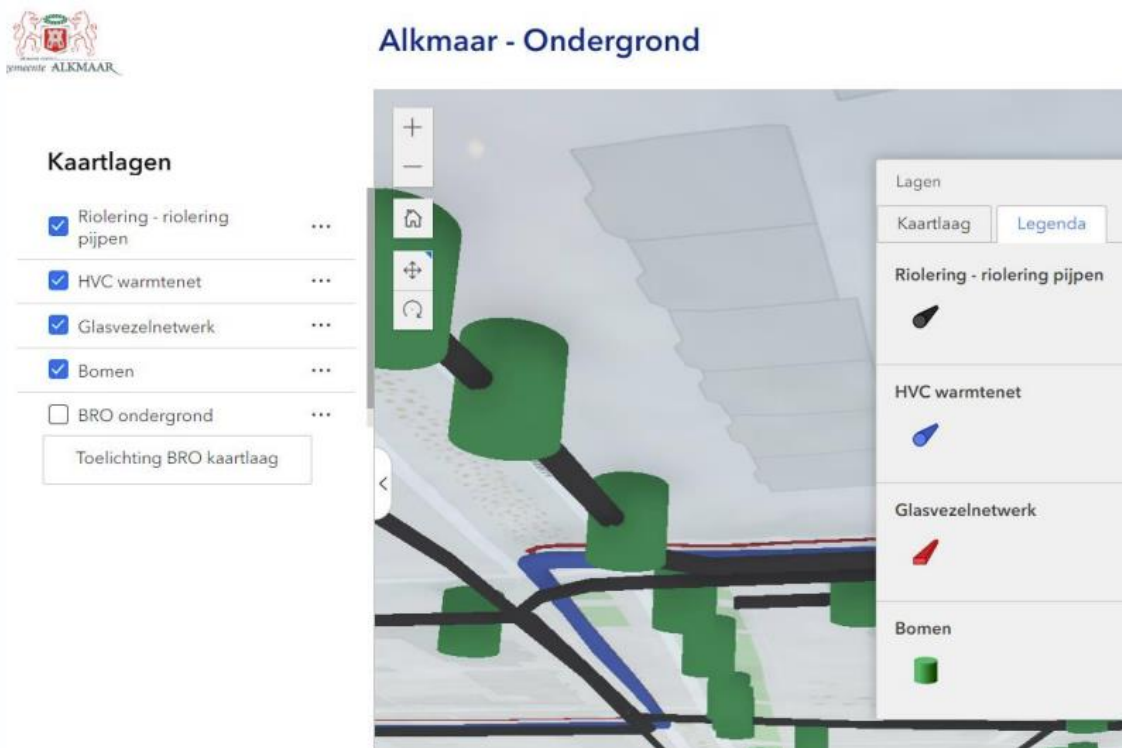 gemeente ALKMAAR
Alkmaar - Ondergrond
Kaartlagen
Riolering - riolering
pijpen
HVC warmtenet
Glasvezelnetwerk
Bomen
BRO ondergrond
Toelichting BRO kaartlaag
Lagen
Kaartlaag
Legenda
Riolering - riolering pijpen
HVC warmtenet
Glasvezelnetwerk
Bomen